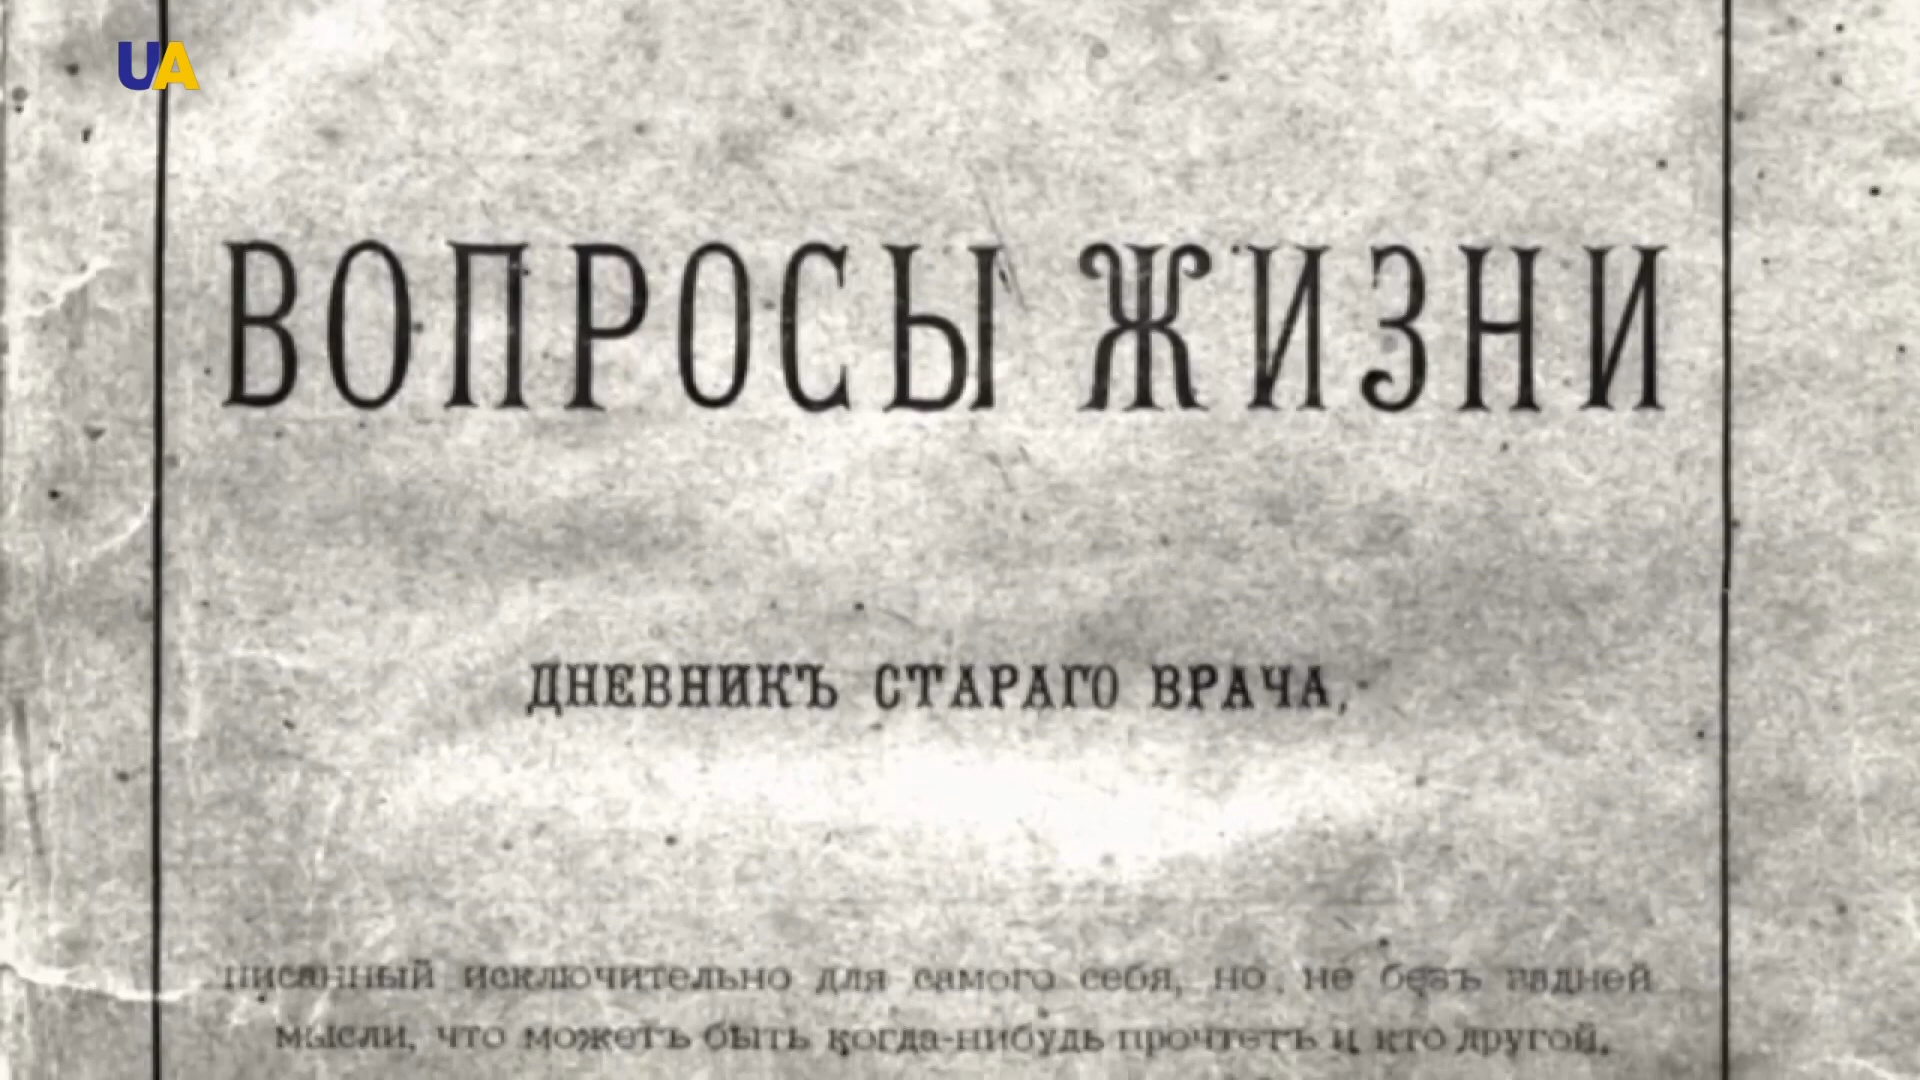 UA
ВОПРОСЫ ЖИЗНИ
ДНЕВНИКЪ СТАРАГО ВРАЧА,
писанный исключительно для самого себя, но не безъ задней
мысли, что можетъ быть когда-нибудь прочтетъ и кто другой.